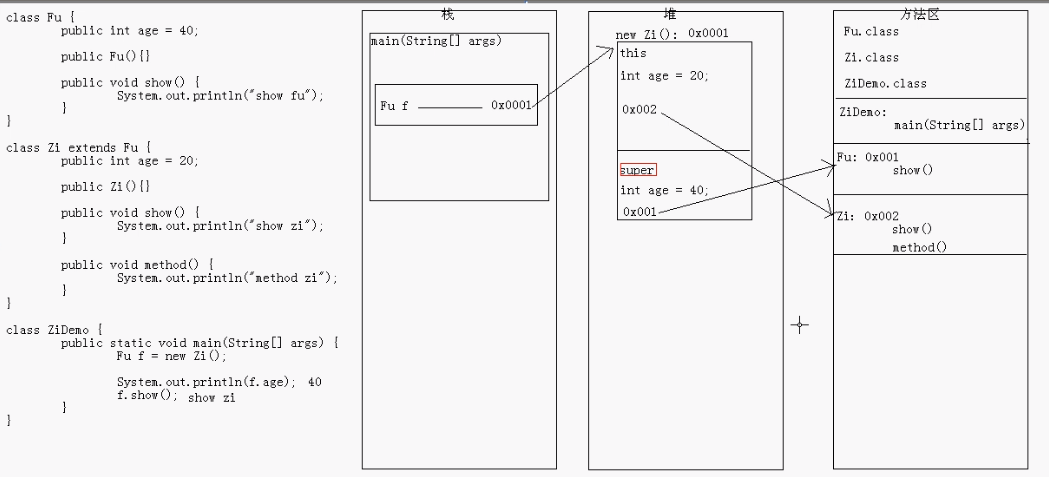 class Fu {
public int age = 40;
public Fu(){}
public void show() {
System.out.println("show fu");
}
}
class Zi extends Fu {
public int age = 20;
public Zi(){}
public void show() {
System.out.println("show zi");
}
public void method() {
System.out.println("method zi");
}
}
class ZiDemo {
public static void main(String[] args) {
Fu f = new Zi();
System.out.println(f.age); 40
f.show(); show zi
}
}
栈
main(String[] args)
Fu f 0x0001
堆
new Zi(): 0x0001
this
int age = 20;
0x002
super
int age = 40;
0x001
方法区
Fu.class
Zi.class
ZiDemo.class
ZiDemo:
main(String[] args)
Fu: 0x001
show()
Zi: 0x002
show()
method()